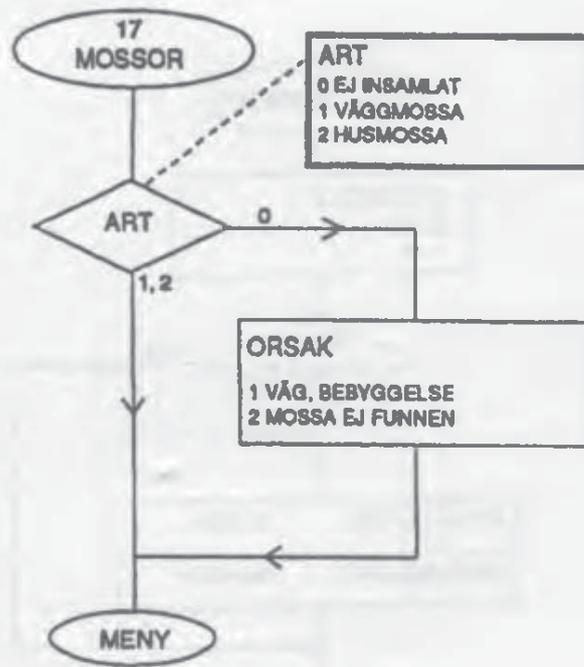 17
MOSSOR
ART
0 EJ INSAMLAT
1 VÄGGMOSSA
2 HUSMOSSA
ART
0
1, 2
ORSAK
1 VÄG, BEBYGGELSE
2 MOSSA EJ FUNNEN
MENY